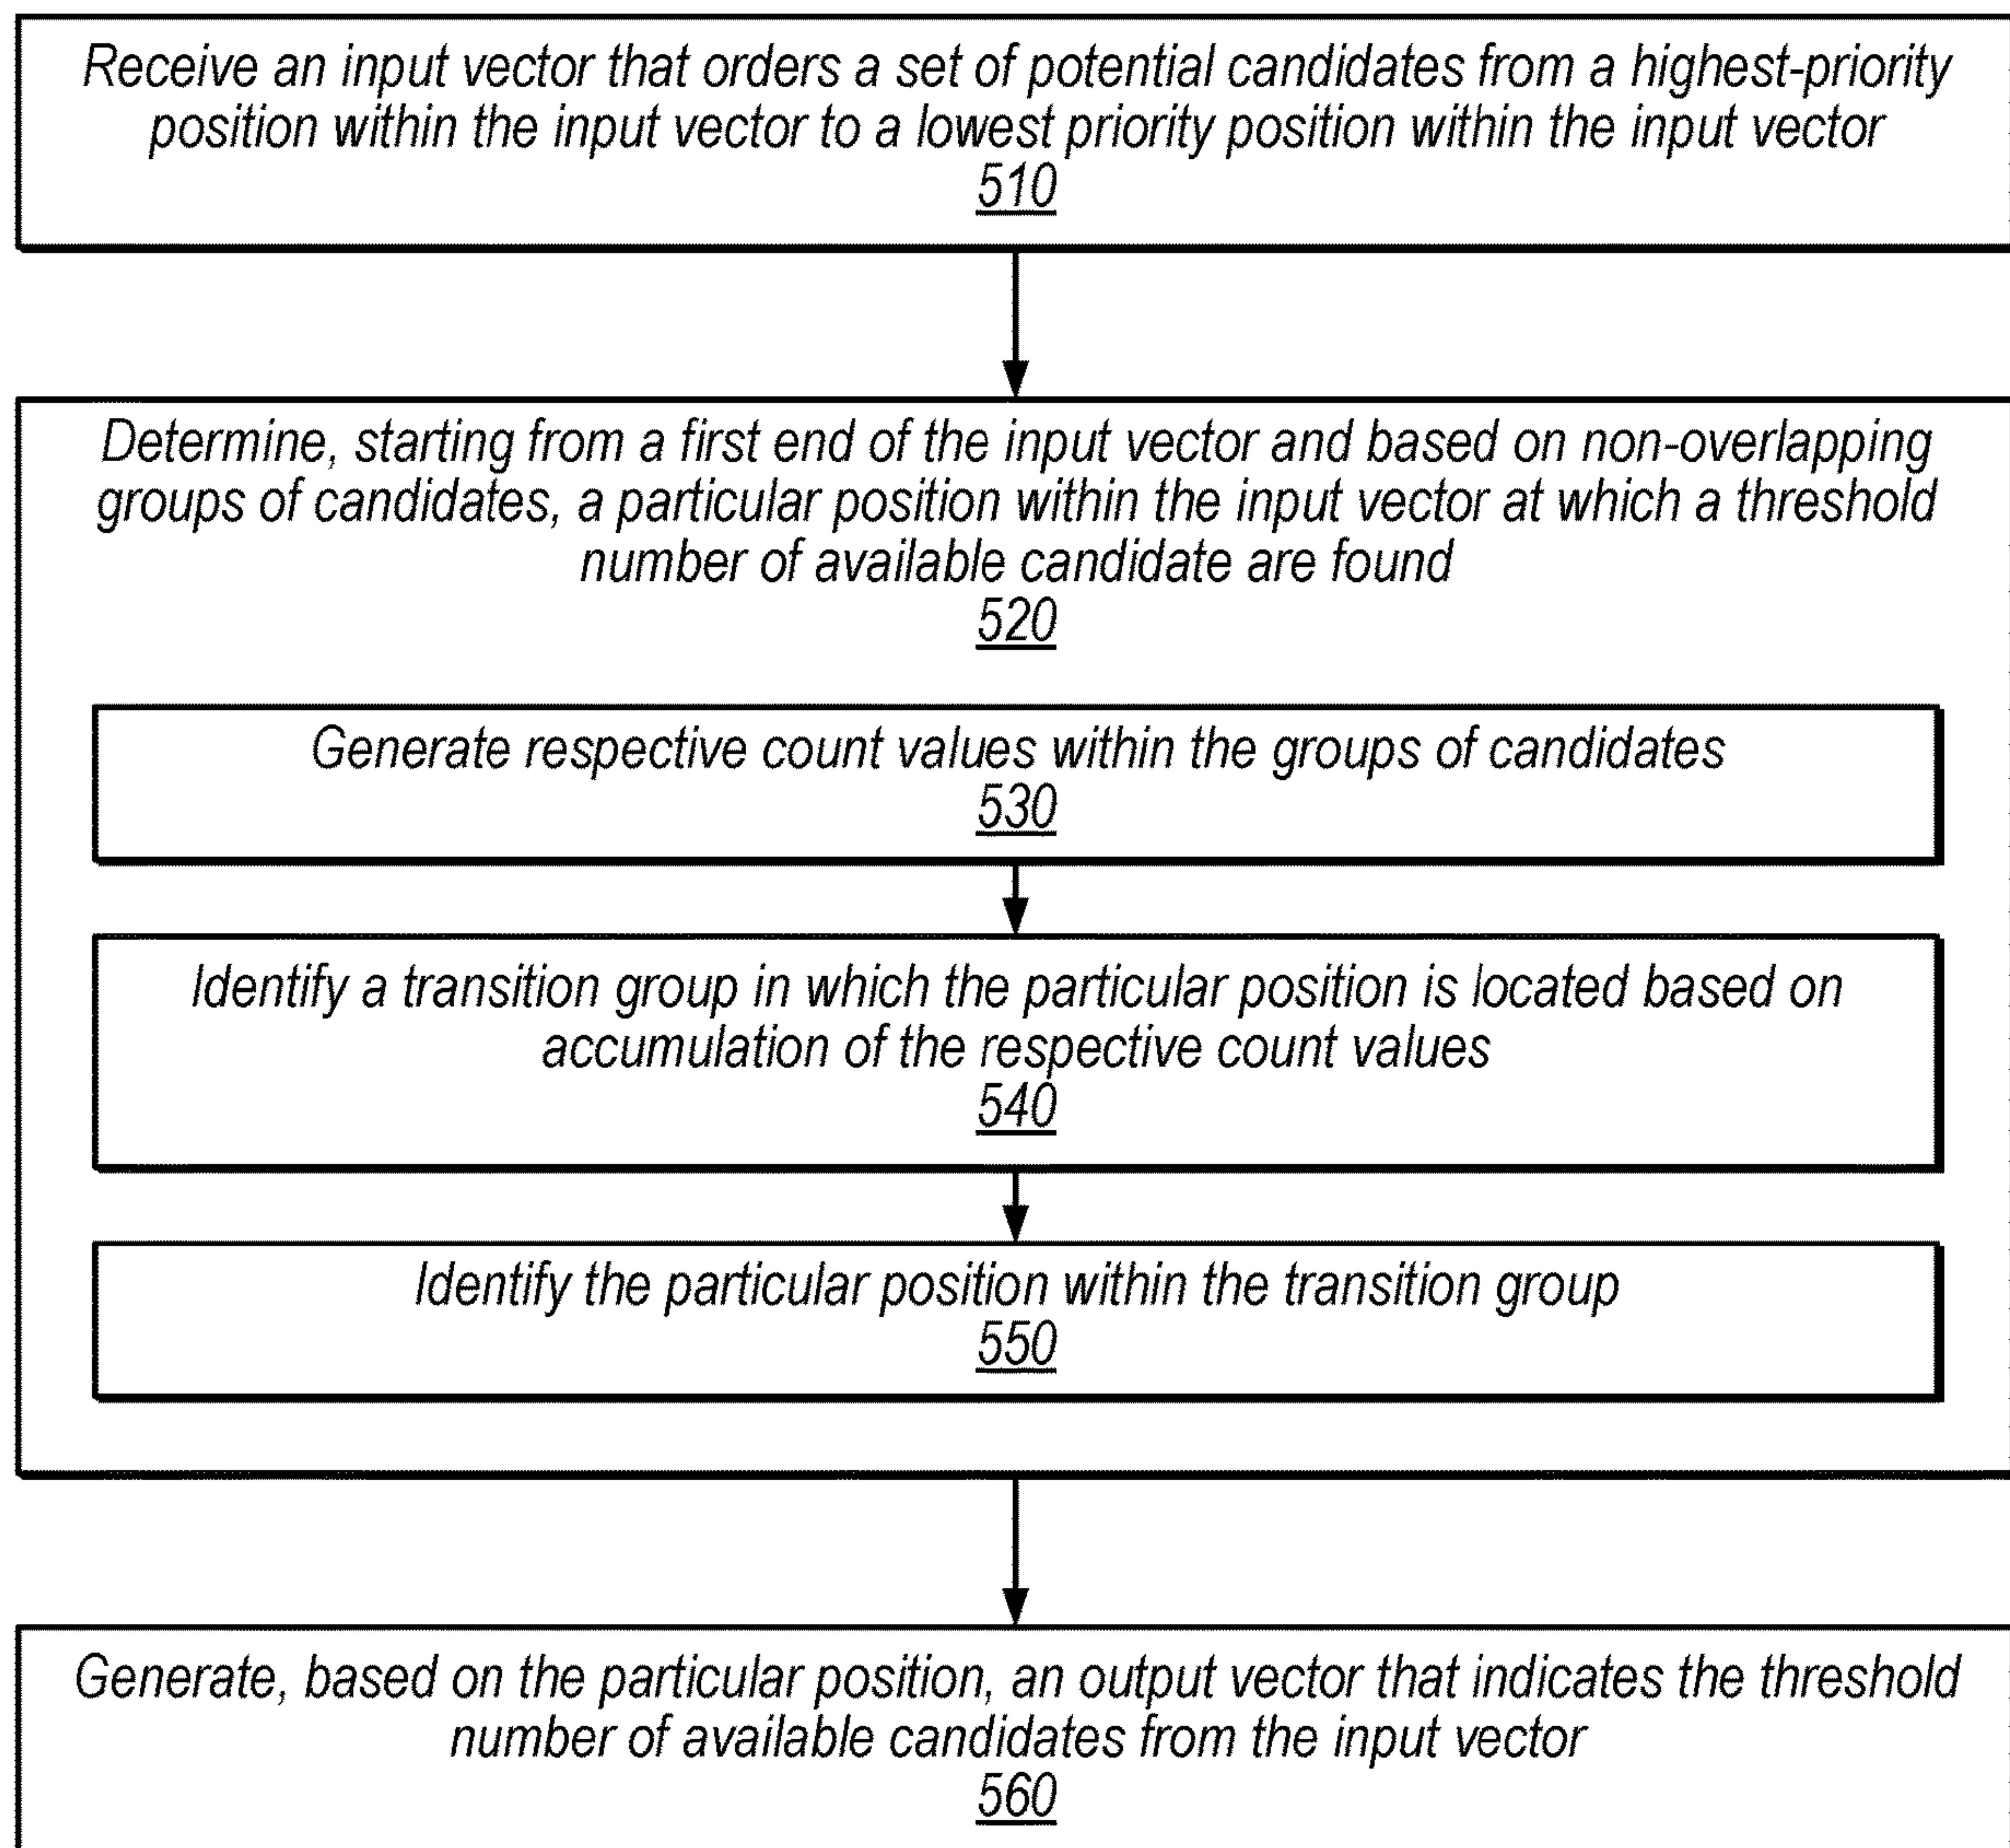 Receive an input vector that orders a set of potential candidates from a highest-priority
position within the input vector to a lowest priority position within the input vector
510
Determine, starting from a first end of the input vector and based on non-overlapping
groups of candidates, a particular position within the input vector at which a threshold
number of available candidate are found
520
Generate respective count values within the groups of candidates
530
Identify a transition group in which the particular position is located based on
accumulation of the respective count values
540
Identify the particular position within the transition group
550
Generate, based on the particular position, an output vector that indicates the threshold
number of available candidates from the input vector
560